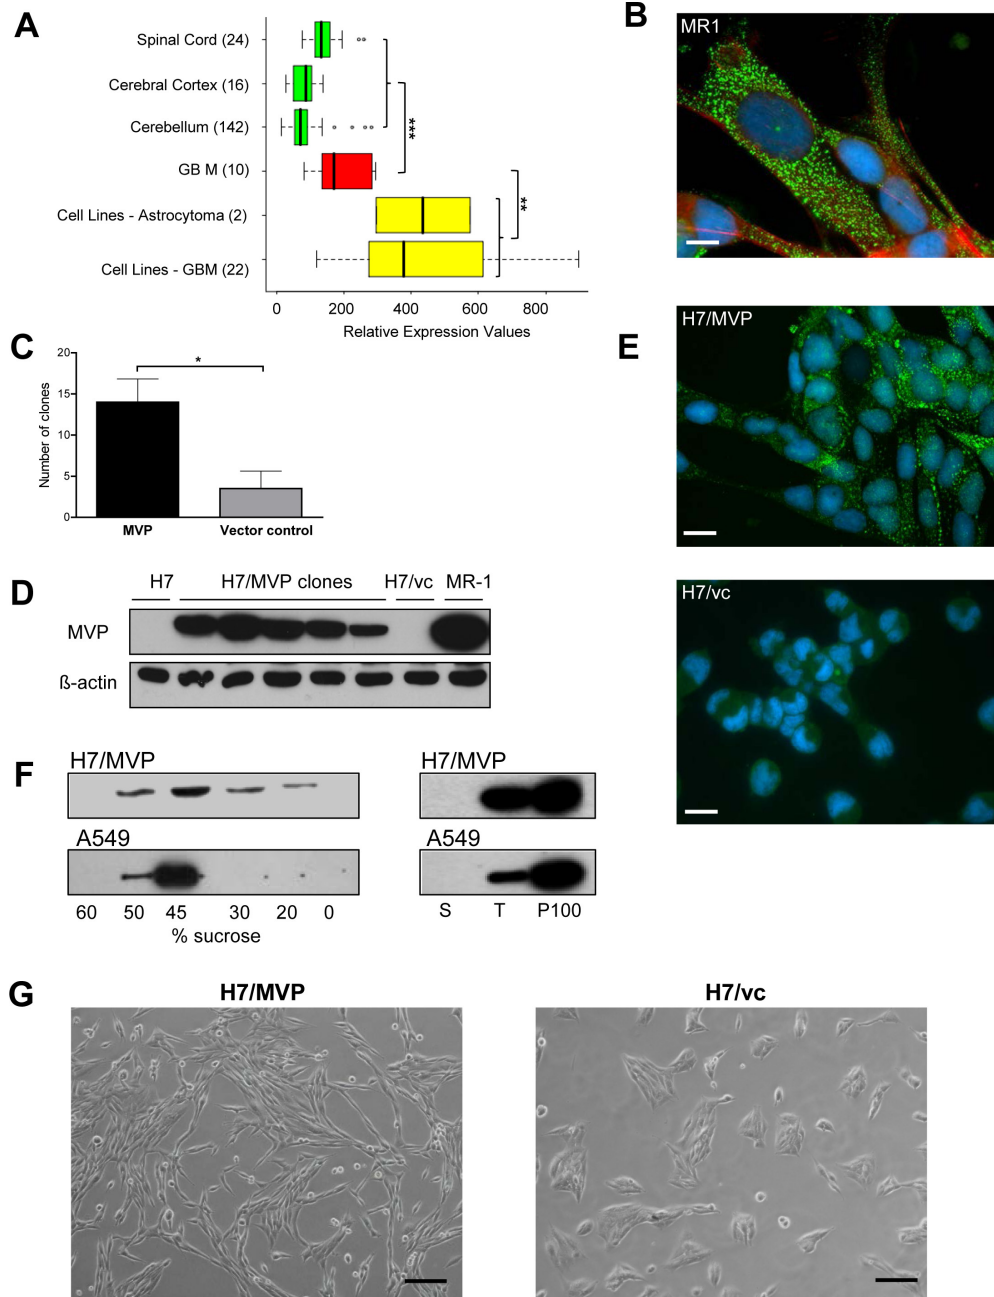 A
Spinal Cord (24)
Cerebral Cortex (16)
Cerebellum (142)
GB M (10)
Cell Lines - Astrocytoma (2)
Cell Lines - GBM (22)
***
**
0 200 400 600 800
Relative Expression Values
B
MR1
C
20
15
10
5
0
Number of clones
*
MVP Vector control
D
H7 H7/MVP clones H7/vc MR-1
MVP
ß-actin
E
H7/MVP
H7/vc
F
H7/MVP H7/MVP
A549 A549
60 50 45 30 20 0
% sucrose
S T P100
G
H7/MVP H7/vc